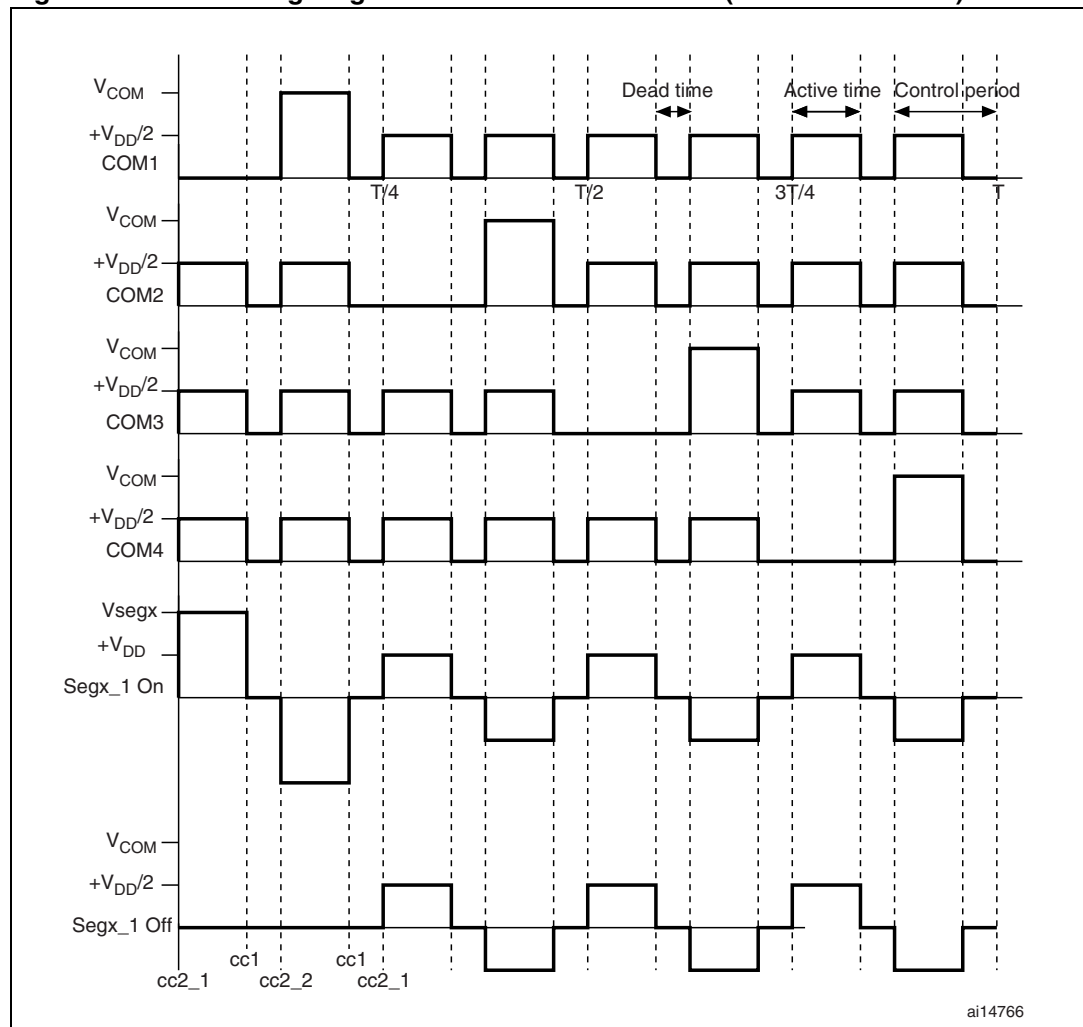 Dead time Active time Control period
V_COM
+V_DD/2
COM1
T/4 T/2 3T/4 T
V_COM
+V_DD/2
COM2
V_COM
+V_DD/2
COM3
V_COM
+V_DD/2
COM4
Vsegx
+V_DD
Segx_1 On
V_COM
+V_DD/2
Segx_1 Off
cc1 cc1
cc2_1 cc2_2 cc2_1
ai14766